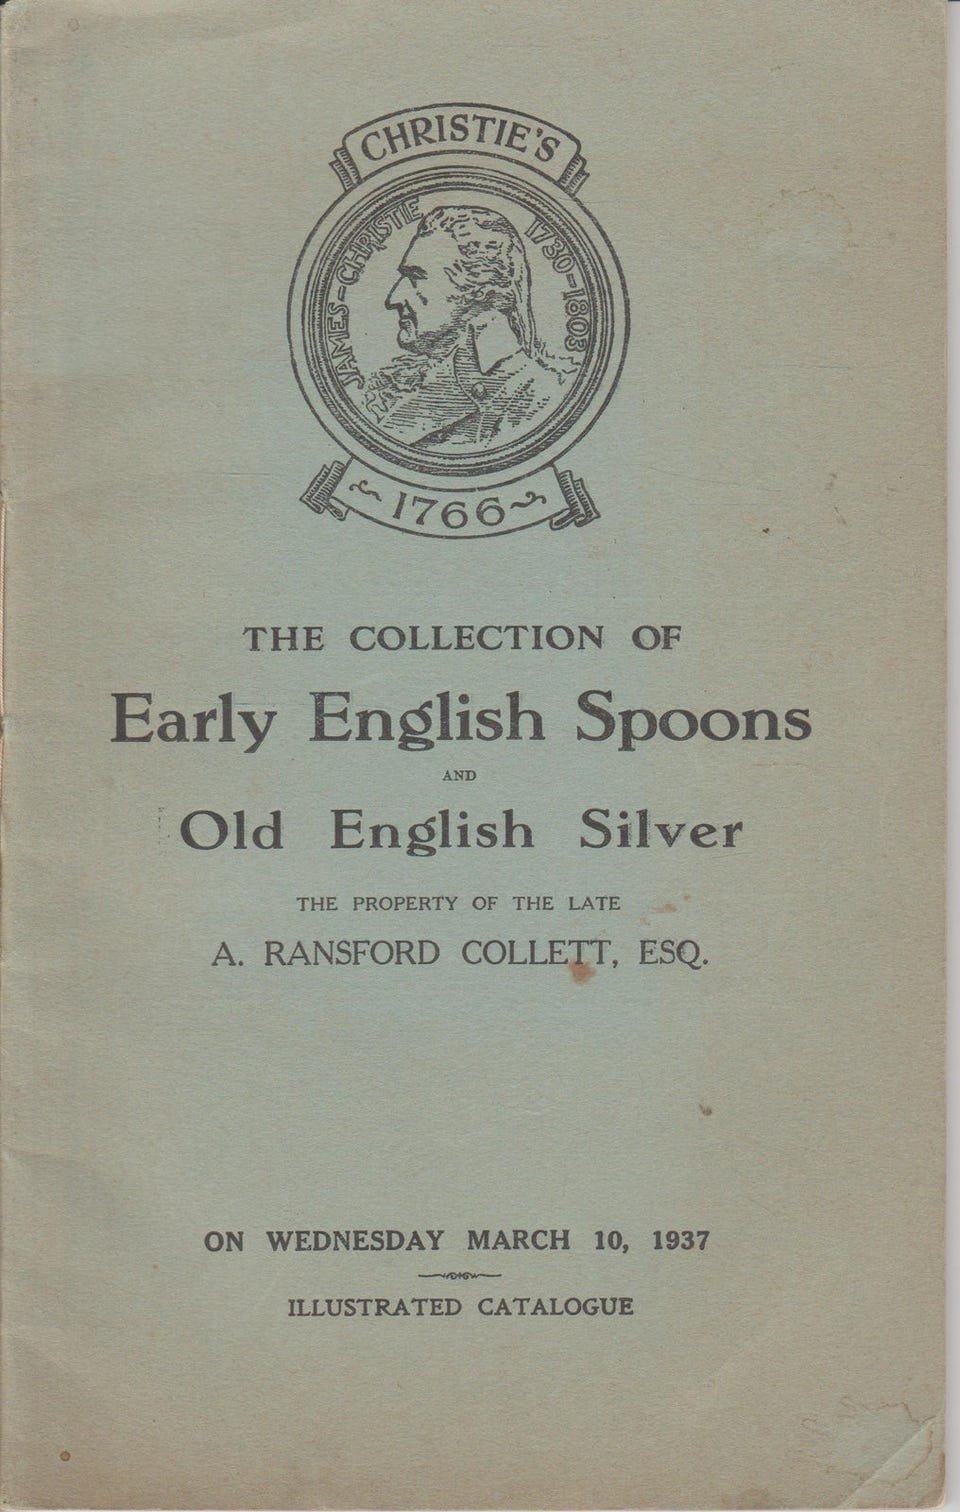 CHRISTIE'S
JAMES-CHRISTIE 1730-1803
1766
THE COLLECTION OF
Early English Spoons
AND
Old English Silver
THE PROPERTY OF THE LATE
A. RANSFORD COLLETT, ESQ.
ON WEDNESDAY MARCH 10, 1937
ILLUSTRATED CATALOGUE